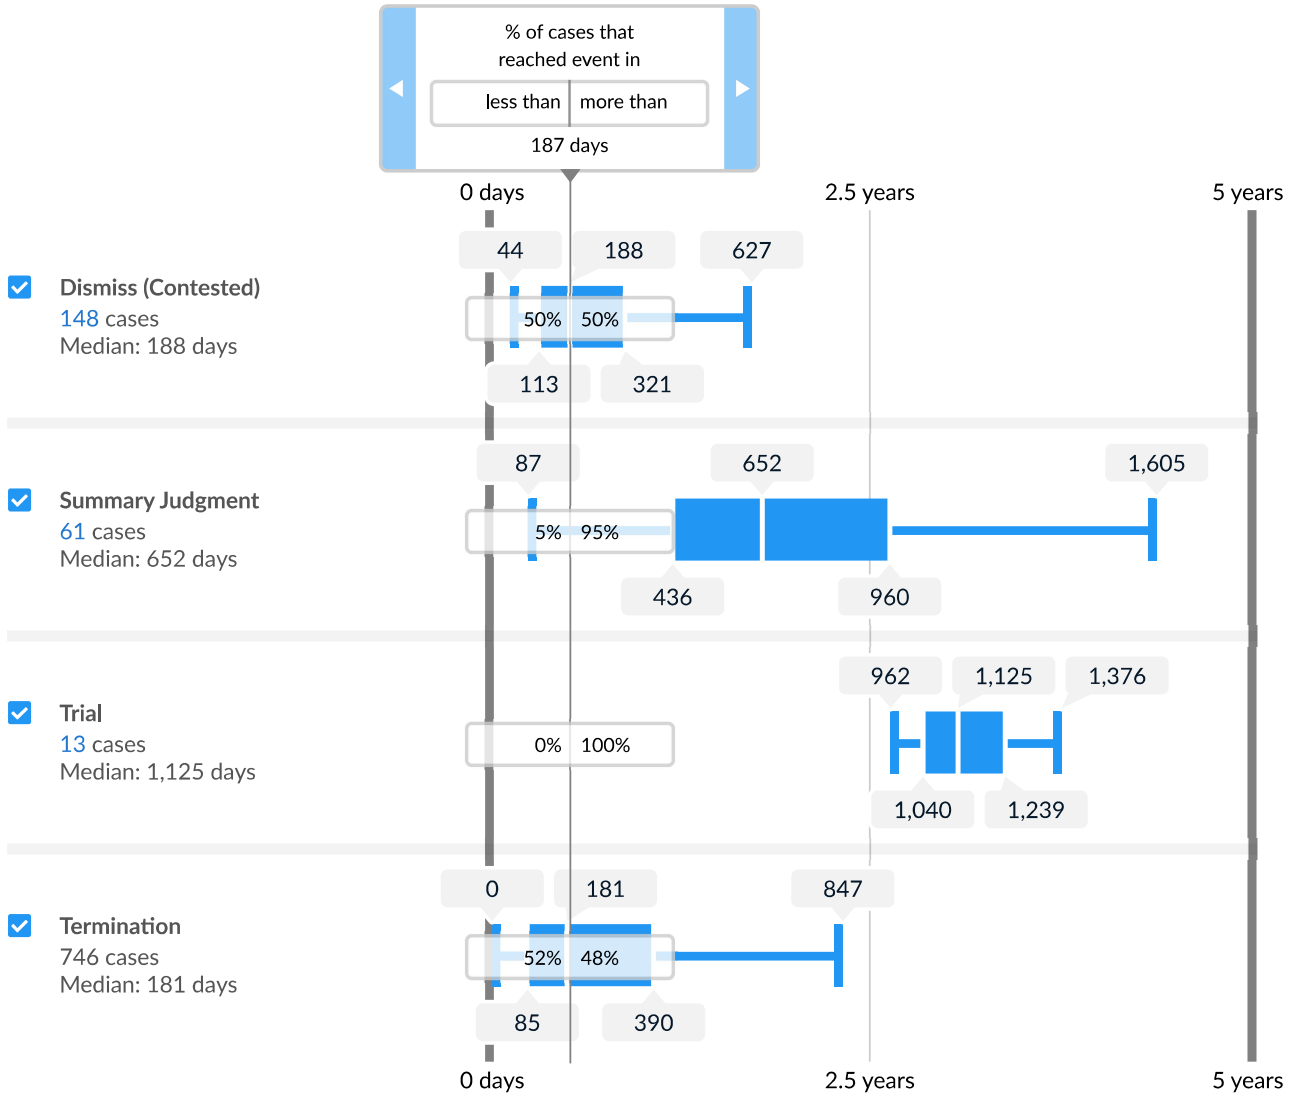 % of cases that
reached event in
less than more than
187 days
0 days 2.5 years 5 years
44 188 627
Dismiss (Contested)
148 cases
Median: 188 days
50% 50%
113 321
87 652 1,605
Summary Judgment
61 cases
Median: 652 days
5% 95%
436 960
962 1,125 1,376
Trial
13 cases
Median: 1,125 days
0% 100%
1,040 1,239
0 181 847
Termination
746 cases
Median: 181 days
52% 48%
85 390
0 days 2.5 years 5 years